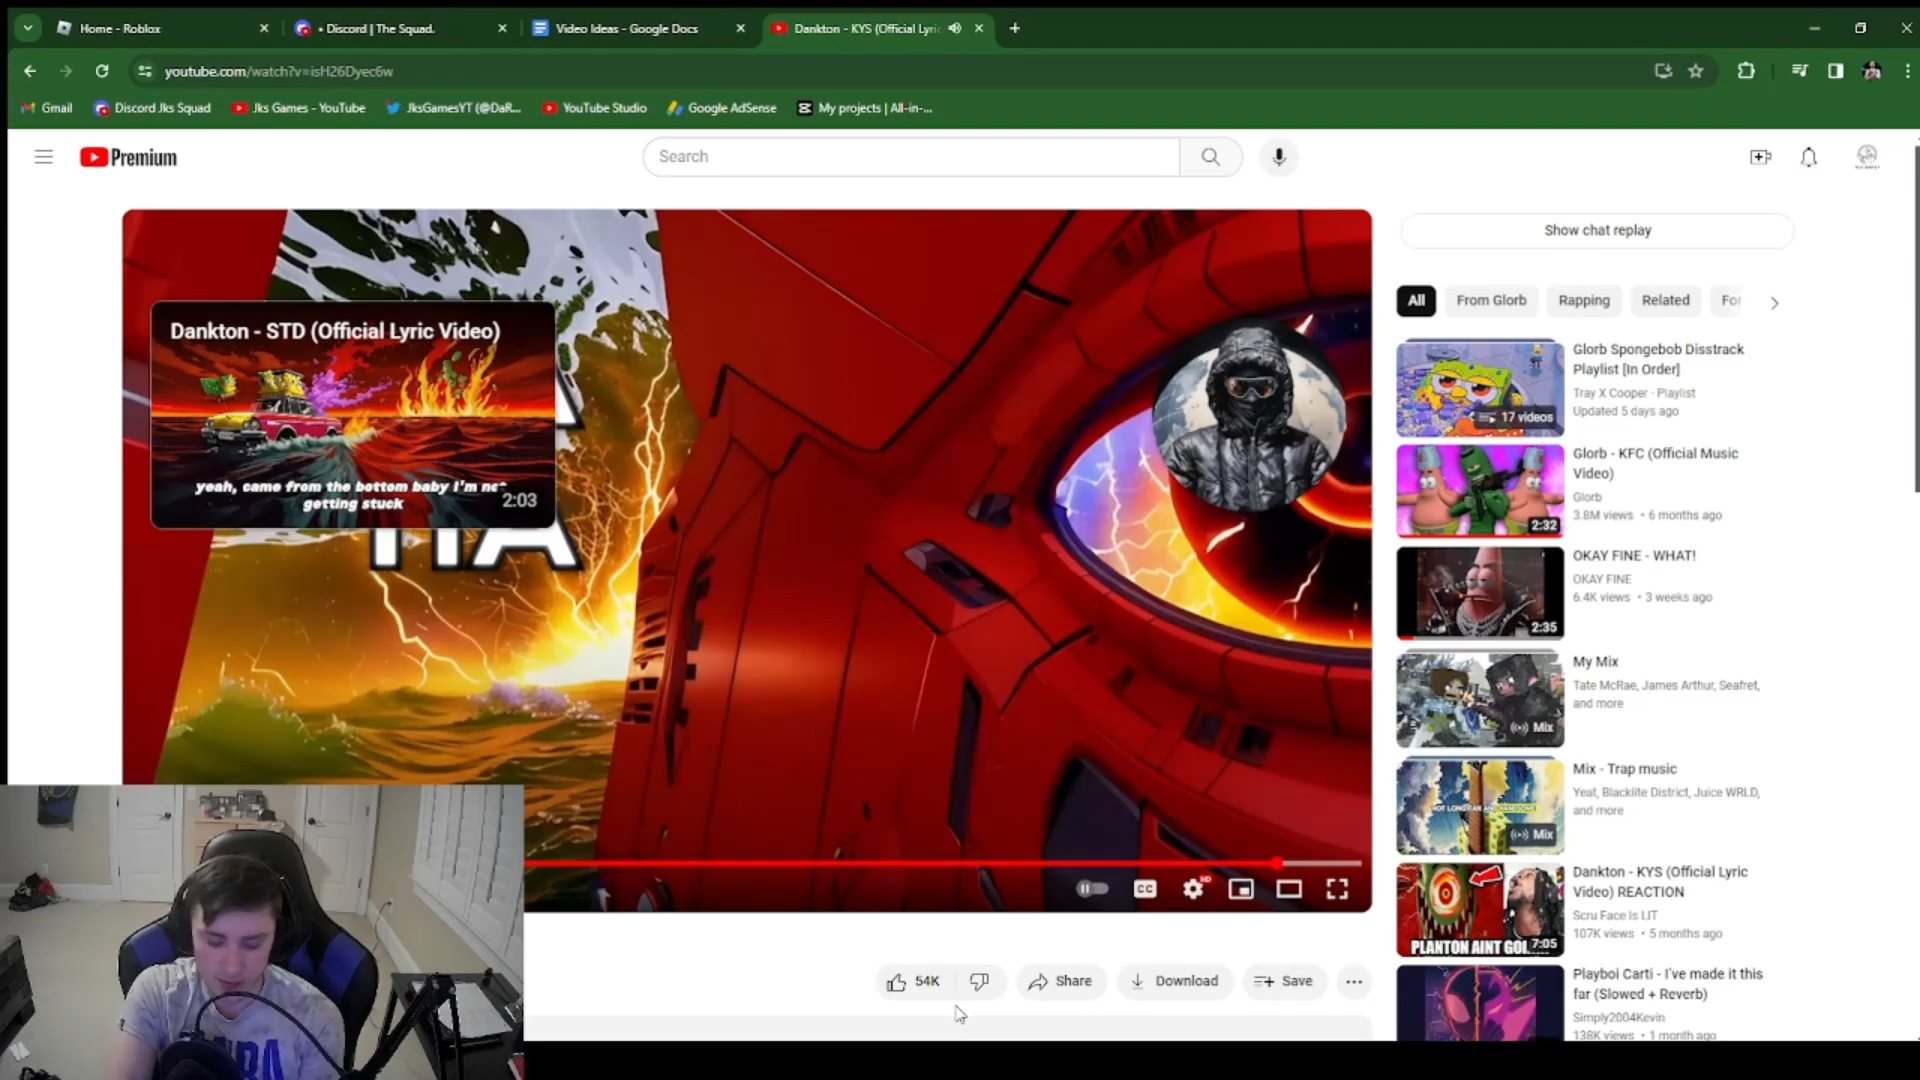 Home - Roblox
• Discord | The Squad.
Video Ideas - Google Docs
Dankton - KYS (Official Lyric
youtube.com/watch?v=isH26Dyec6w
Gmail
Discord Jks Squad
Jks Games - YouTube
JksGamesYT (@DaR...
YouTube Studio
Google AdSense
My projects | All-in-...
Premium
Search
Show chat replay
All
From Glorb
Rapping
Related
For
Dankton - STD (Official Lyric Video)
yeah, came from the bottom baby I'm not
getting stuck
2:03
Glorb Spongebob Disstrack
Playlist [In Order]
Tray X Cooper · Playlist
Updated 5 days ago
17 videos
Glorb - KFC (Official Music
Video)
Glorb
3.8M views • 6 months ago
2:32
OKAY FINE - WHAT!
OKAY FINE
6.4K views • 3 weeks ago
2:35
My Mix
Tate McRae, James Arthur, Seafret,
and more
Mix
Mix - Trap music
Yeat, Blacklite District, Juice WRLD,
and more
Mix
Dankton - KYS (Official Lyric
Video) REACTION
Scru Face Is LIT
107K views • 5 months ago
PLANTON AINT GOI
7:05
Playboi Carti - I've made it this
far (Slowed + Reverb)
Simply2004Kevin
138K views • 1 month ago
CC
HD
54K
Share
Download
Save